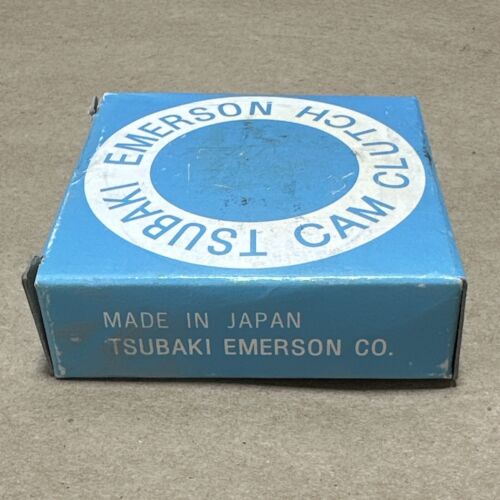 TSUBAKI EMERSON CAM CLUTCH
MADE IN JAPAN
TSUBAKI EMERSON CO.